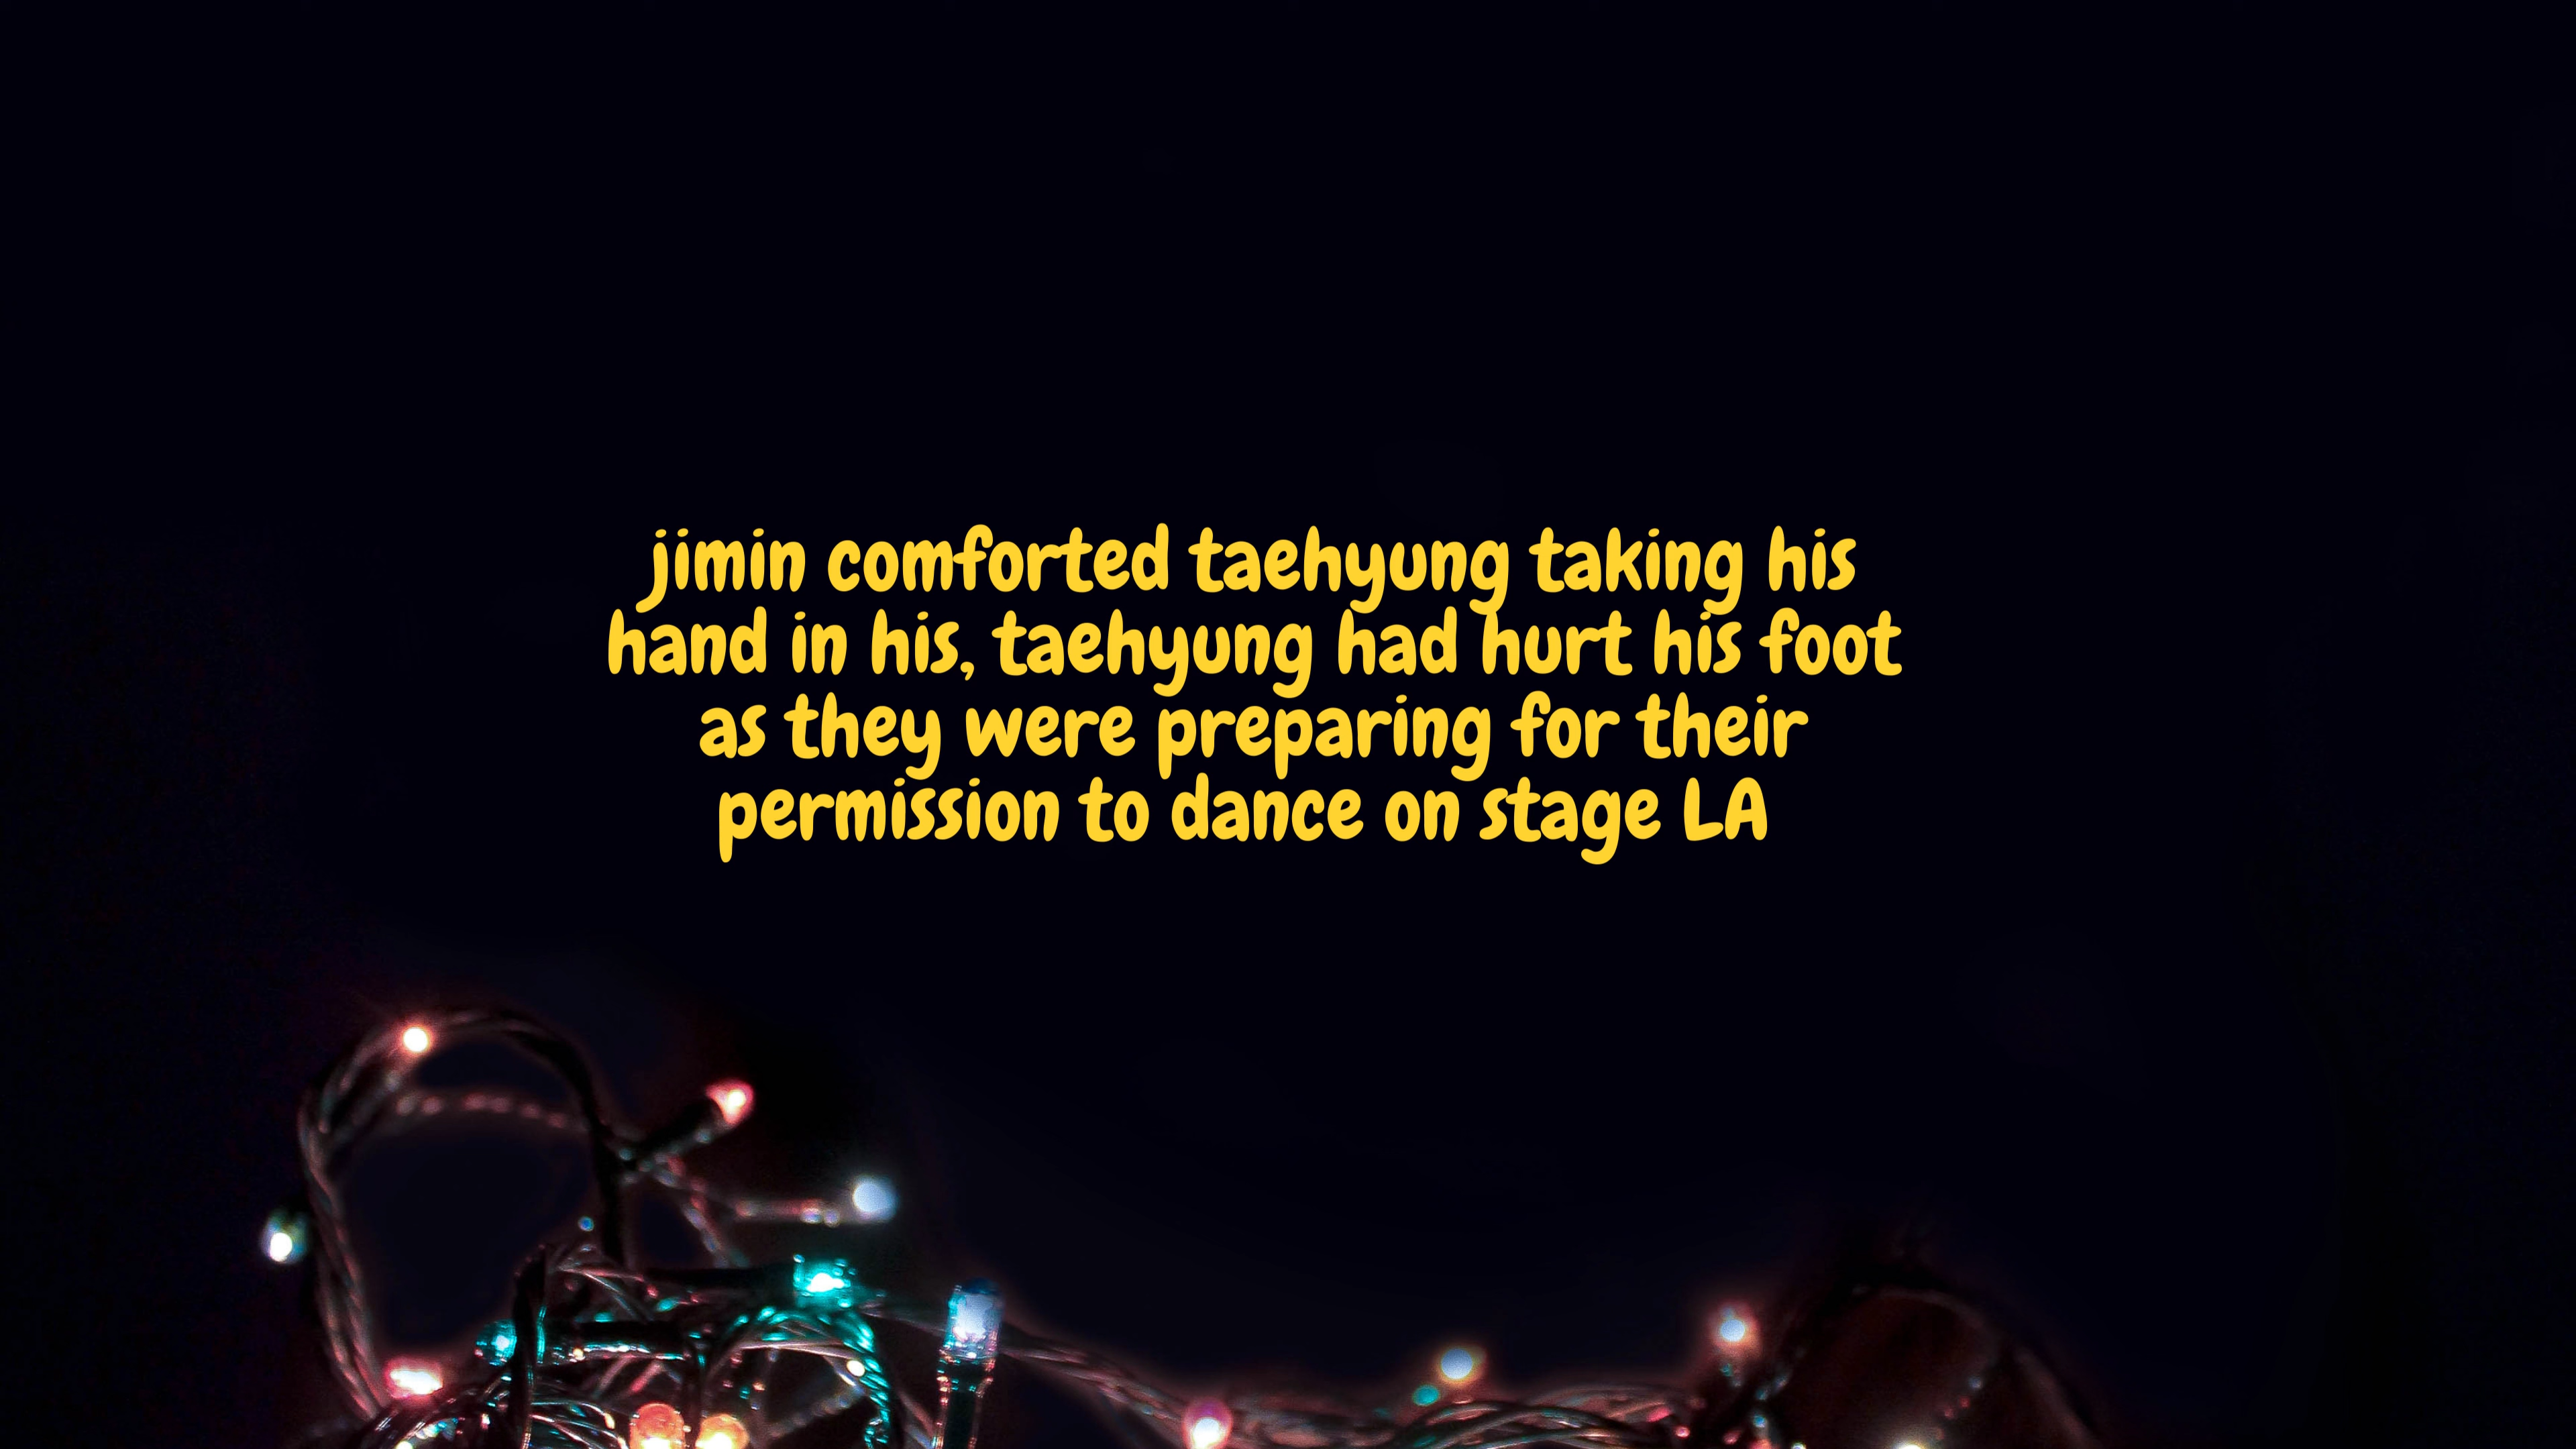 jimin comforted taehyung taking his
hand in his, taehyung had hurt his foot
as they were preparing for their
permission to dance on stage LA